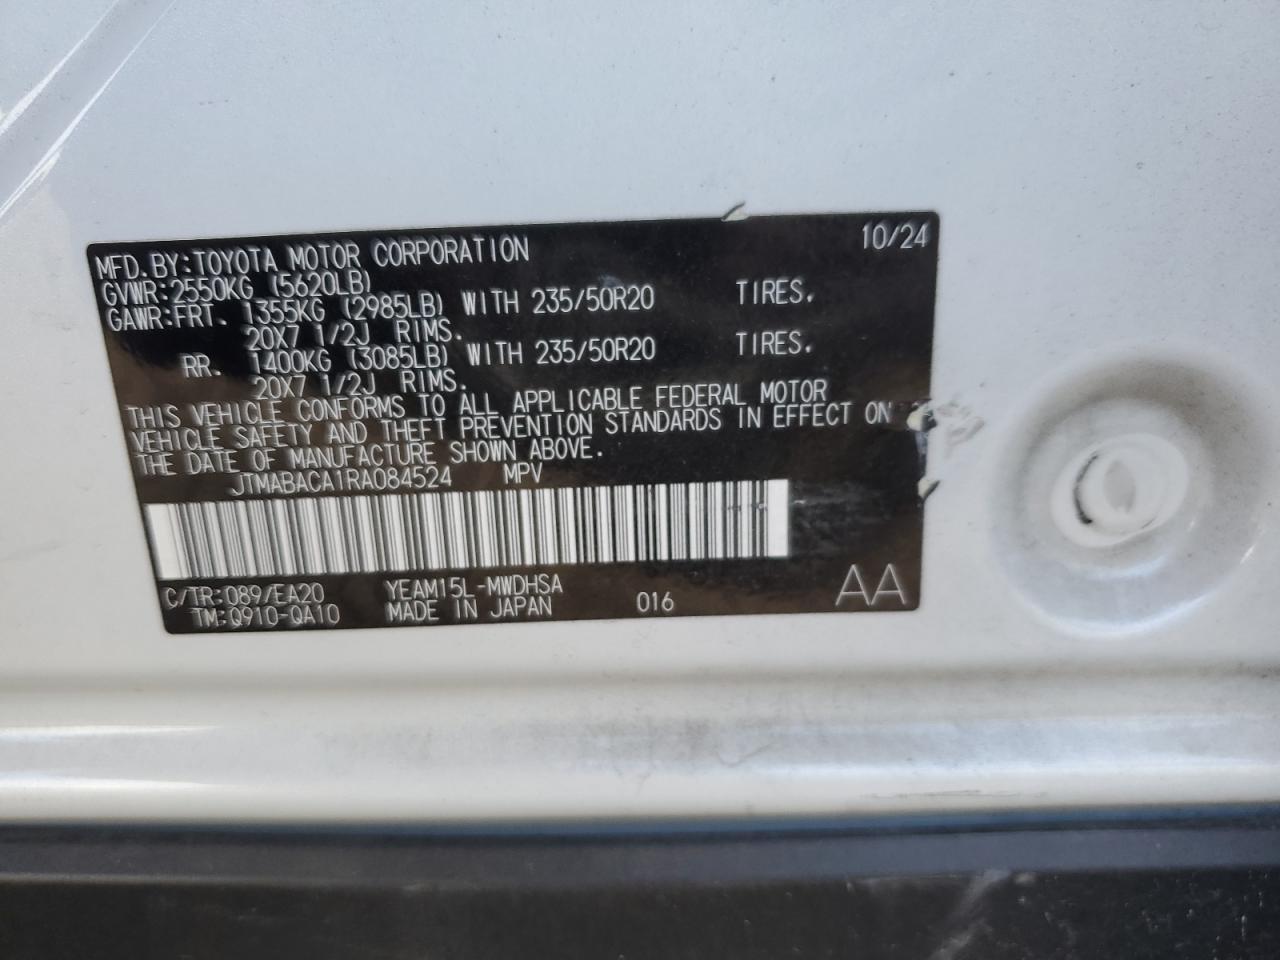 MFD.BY:TOYOTA MOTOR CORPORATION 10/24
GVWR:2550KG (5620LB)
GAWR:FRT. 1355KG (2985LB) WITH 235/50R20 TIRES.
20X7 1/2J RIMS.
RR. 1400KG (3085LB) WITH 235/50R20 TIRES.
20X7 1/2J RIMS.
THIS VEHICLE CONFORMS TO ALL APPLICABLE FEDERAL MOTOR
VEHICLE SAFETY AND THEFT PREVENTION STANDARDS IN EFFECT ON
THE DATE OF MANUFACTURE SHOWN ABOVE.
JTMABACA1RA084524 MPV
C/TR:089/EA20 YEAM15L-MWDHSA
TM:Q910-QA10 MADE IN JAPAN 016 AA